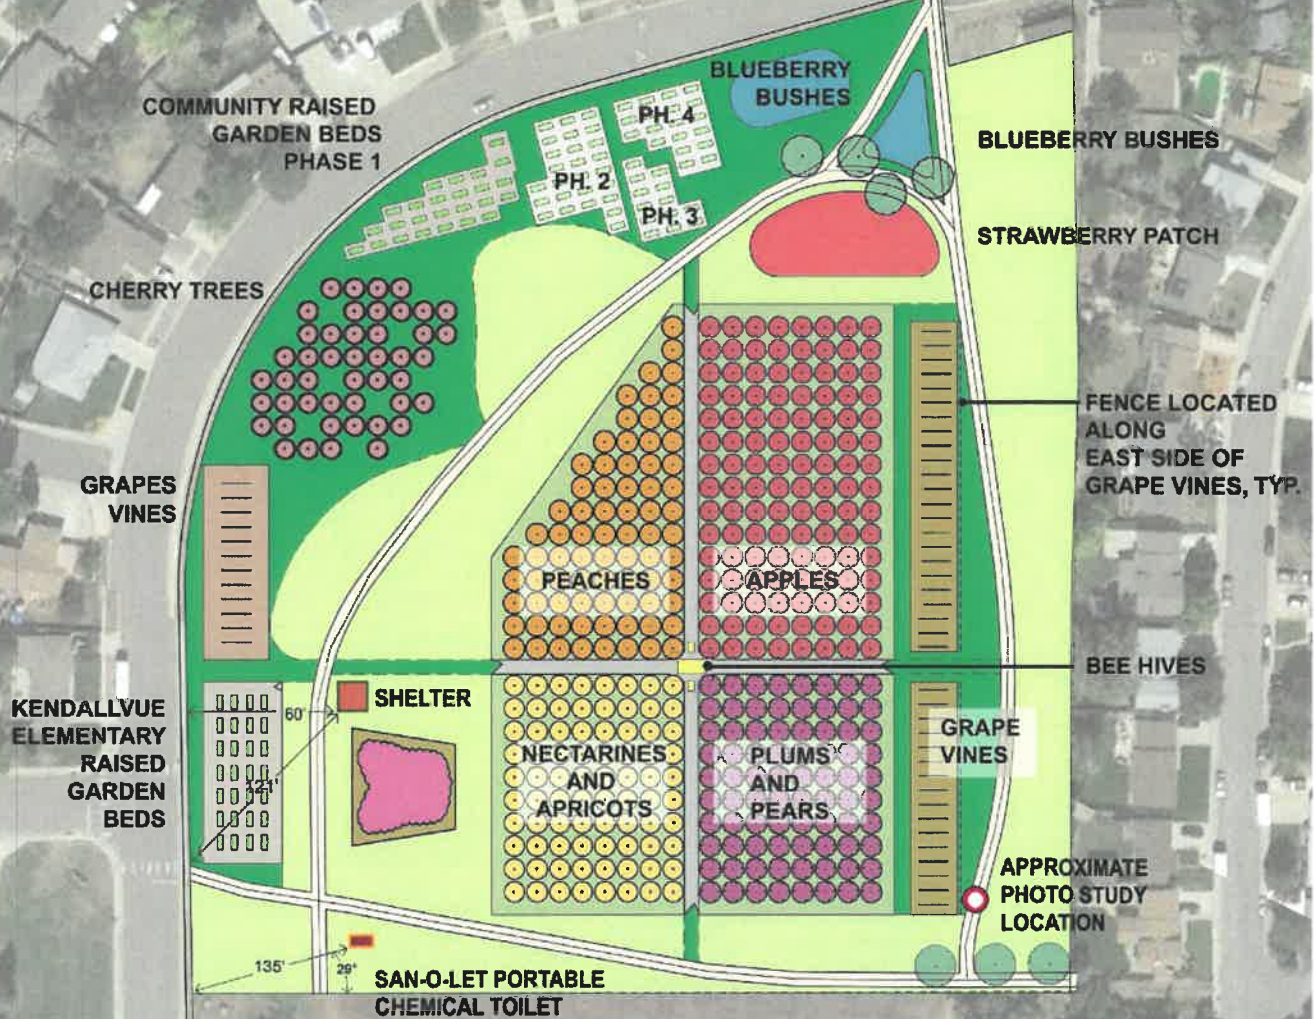 BLUEBERRY
BUSHES
COMMUNITY RAISED
GARDEN BEDS
PHASE 1
PH. 4
PH. 2
PH. 3
BLUEBERRY BUSHES
STRAWBERRY PATCH
CHERRY TREES
FENCE LOCATED
ALONG
EAST SIDE OF
GRAPE VINES, TYP.
GRAPES
VINES
PEACHES
APPLES
BEE HIVES
SHELTER
60'
KENDALLVUE
ELEMENTARY
RAISED
GARDEN
BEDS
121'
NECTARINES
AND
APRICOTS
PLUMS
AND
PEARS
GRAPE
VINES
APPROXIMATE
PHOTO STUDY
LOCATION
135'
29'
SAN-O-LET PORTABLE
CHEMICAL TOILET